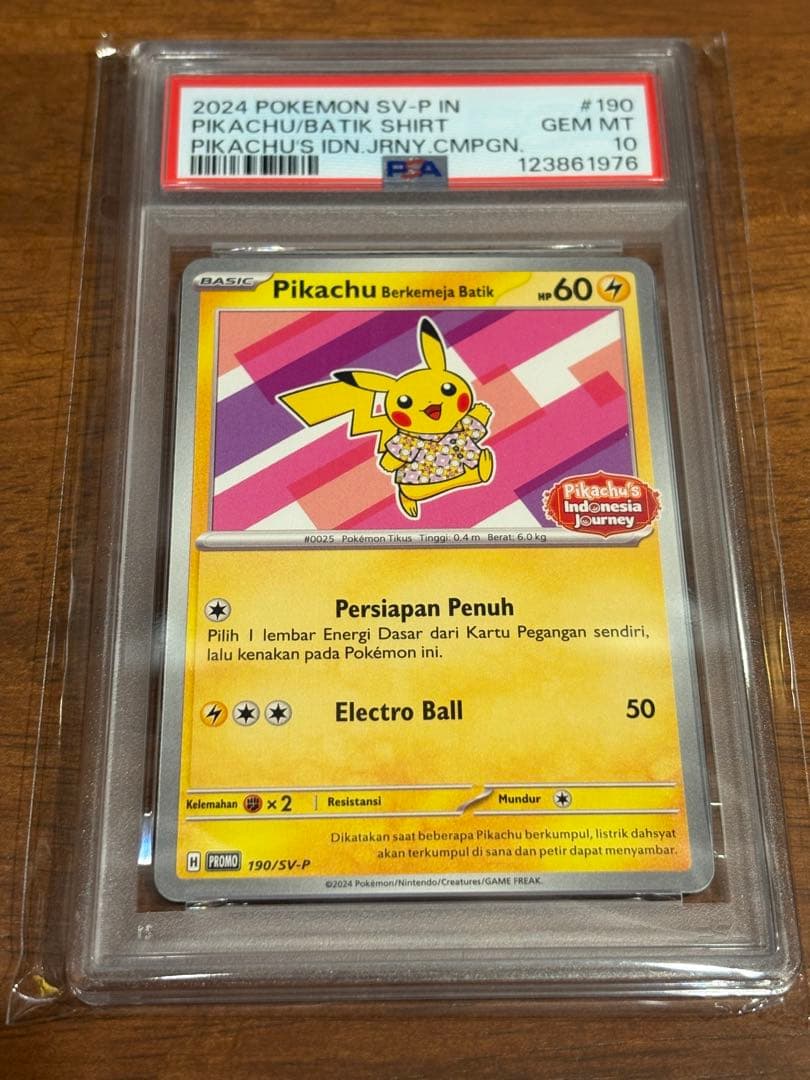 2024 POKEMON SV-P IN #190
PIKACHU/BATIK SHIRT GEM MT
PIKACHU'S IDN.JRNY.CMPGN. 10
PSA 123861976
BASIC Pikachu Berkemeja Batik HP 60
Pikachu's
Indonesia
Journey
#0025 Pokémon Tikus Tinggi: 0.4 m Berat: 6.0 kg
Persiapan Penuh
Pilih 1 lembar Energi Dasar dari Kartu Pegangan sendiri,
lalu kenakan pada Pokémon ini.
Electro Ball 50
Kelemahan × 2 Resistansi Mundur
Dikatakan saat beberapa Pikachu berkumpul, listrik dahsyat
akan terkumpul di sana dan petir dapat menyambar.
H PROMO 190/SV-P
©2024 Pokémon/Nintendo/Creatures/GAME FREAK.